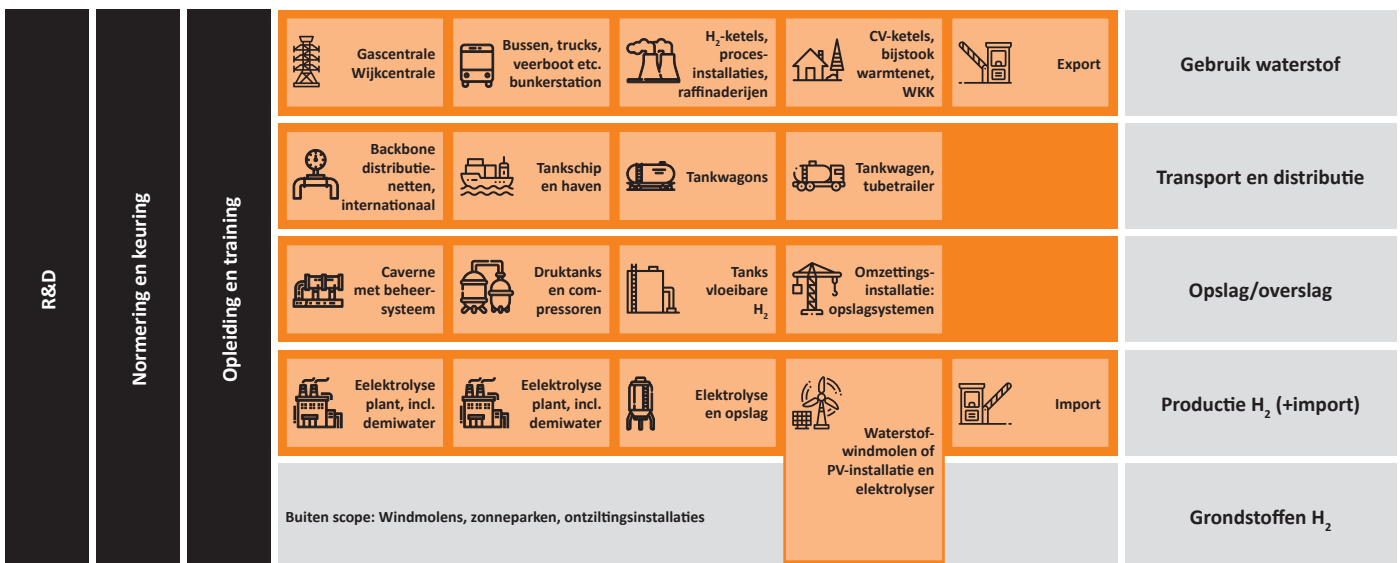 R&D
Normering en keuring
Opleiding en training
Gascentrale
Wijkcentrale
Bussen, trucks,
veerboot etc.
bunkerstation
H₂-ketels,
proces-
installaties,
raffinaderijen
CV-ketels,
bijstook
warmtenet,
WKK
Export
Gebruik waterstof
Backbone
distributie-
netten,
internationaal
Tankschip
en haven
Tankwagons
Tankwagen,
tubetrailer
Transport en distributie
Caverne
met beheer-
systeem
Druktanks
en com-
pressoren
Tanks
vloeibare
H₂
Omzettings-
installatie:
opslagsystemen
Opslag/overslag
Eelektrolyse
plant, incl.
demiwater
Eelektrolyse
plant, incl.
demiwater
Elektrolyse
en opslag
Waterstof-
windmolen of
PV-installatie en
elektrolyser
Import
Productie H₂ (+import)
Buiten scope: Windmolens, zonneparken, ontziltingsinstallaties
Grondstoffen H₂